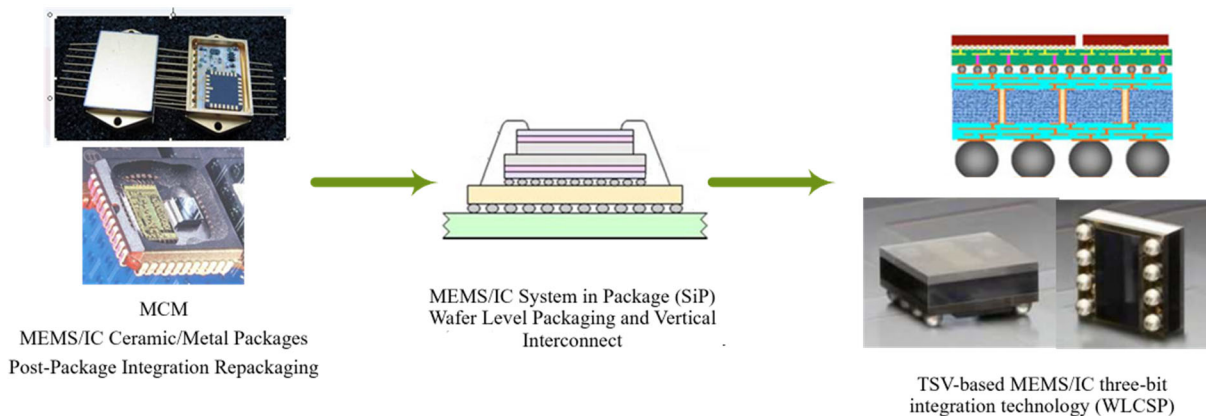 MCM
MEMS/IC Ceramic/Metal Packages
Post-Package Integration Repackaging
MEMS/IC System in Package (SiP)
Wafer Level Packaging and Vertical
Interconnect
TSV-based MEMS/IC three-bit
integration technology (WLCSP)